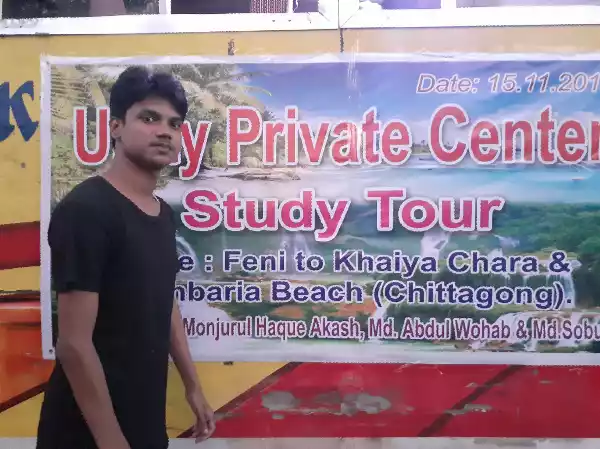 Date: 15.11.201
U y Private Center
Study Tour
e : Feni to Khaiya Chara &
nbaria Beach (Chittagong).
Monjurul Haque Akash, Md. Abdul Wohab & Md.Sobu
K